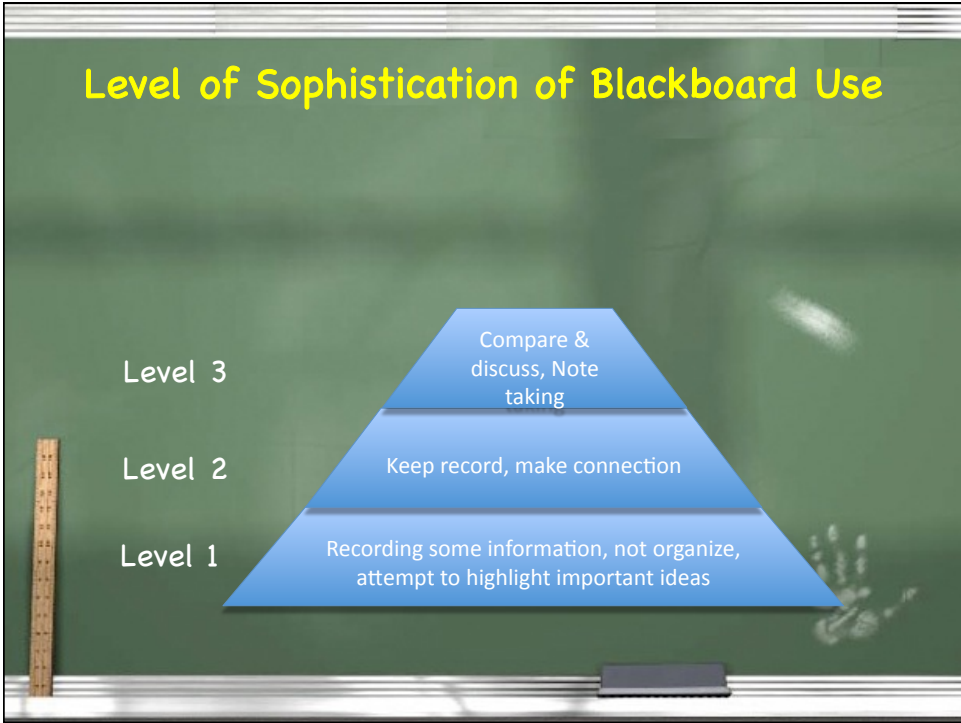 Level of Sophistication of Blackboard Use
Level 3
Compare &
discuss, Note
taking
Level 2
Keep record, make connection
Level 1
Recording some information, not organize,
attempt to highlight important ideas